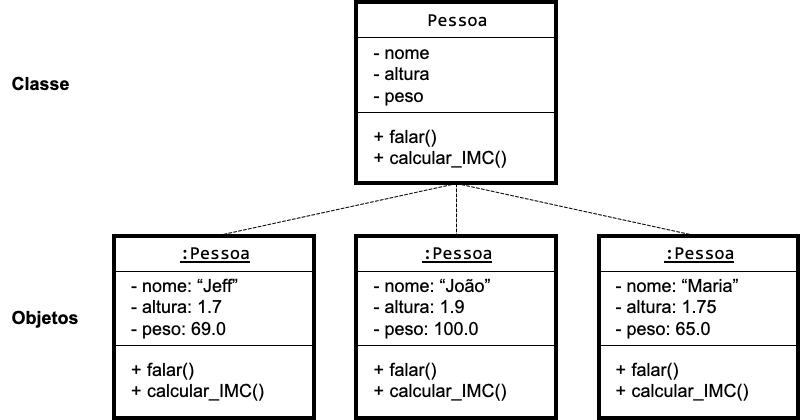 Pessoa
- nome
- altura
- peso
Classe
+ falar()
+ calcular_IMC()
:Pessoa
- nome: “Jeff”
- altura: 1.7
- peso: 69.0
+ falar()
+ calcular_IMC()
:Pessoa
- nome: “João”
- altura: 1.9
- peso: 100.0
+ falar()
+ calcular_IMC()
:Pessoa
- nome: “Maria”
- altura: 1.75
- peso: 65.0
+ falar()
+ calcular_IMC()
Objetos